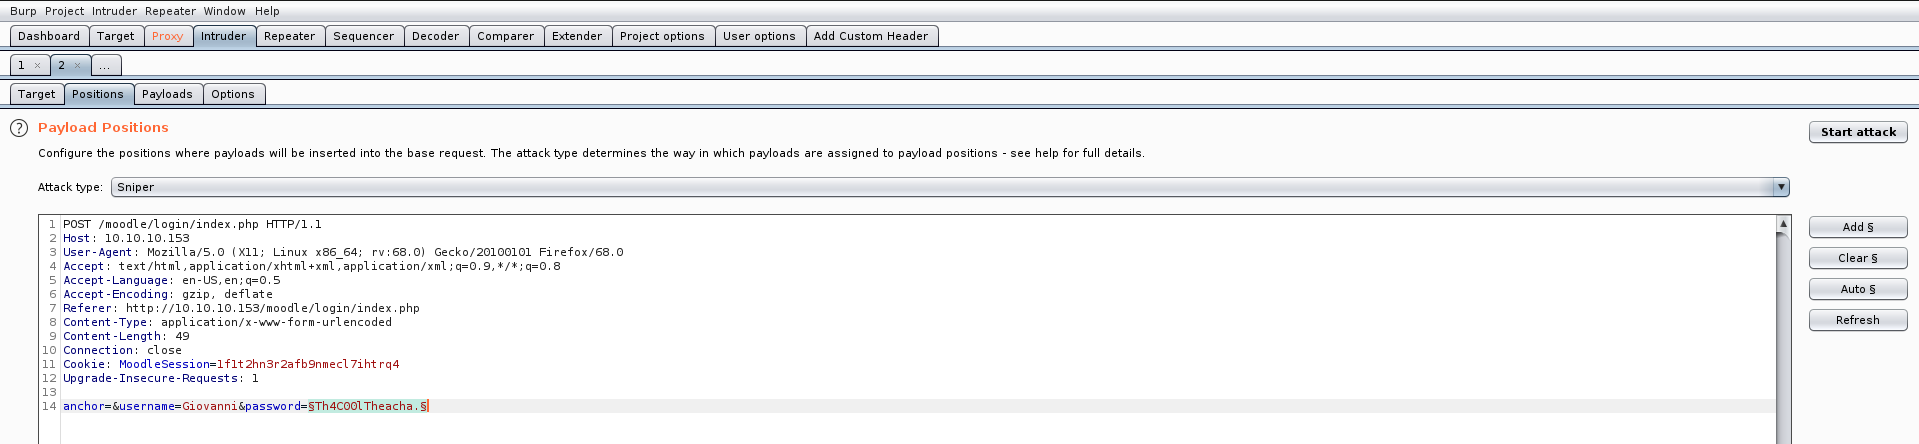 Burp Project Intruder Repeater Window Help
Dashboard Target Proxy Intruder Repeater Sequencer Decoder Comparer Extender Project options User options Add Custom Header
1 × 2 × ...
Target Positions Payloads Options
? Payload Positions
Start attack
Configure the positions where payloads will be inserted into the base request. The attack type determines the way in which payloads are assigned to payload positions - see help for full details.
Attack type: Sniper
1 POST /moodle/login/index.php HTTP/1.1
2 Host: 10.10.10.153
3 User-Agent: Mozilla/5.0 (X11; Linux x86_64; rv:68.0) Gecko/20100101 Firefox/68.0
4 Accept: text/html,application/xhtml+xml,application/xml;q=0.9,*/*;q=0.8
5 Accept-Language: en-US,en;q=0.5
6 Accept-Encoding: gzip, deflate
7 Referer: http://10.10.10.153/moodle/login/index.php
8 Content-Type: application/x-www-form-urlencoded
9 Content-Length: 49
10 Connection: close
11 Cookie: MoodleSession=1f1t2hn3r2afb9nmecl7ihtrq4
12 Upgrade-Insecure-Requests: 1
13
14 anchor=&username=Giovanni&password=§Th4C00lTheacha.§
Add §
Clear §
Auto §
Refresh